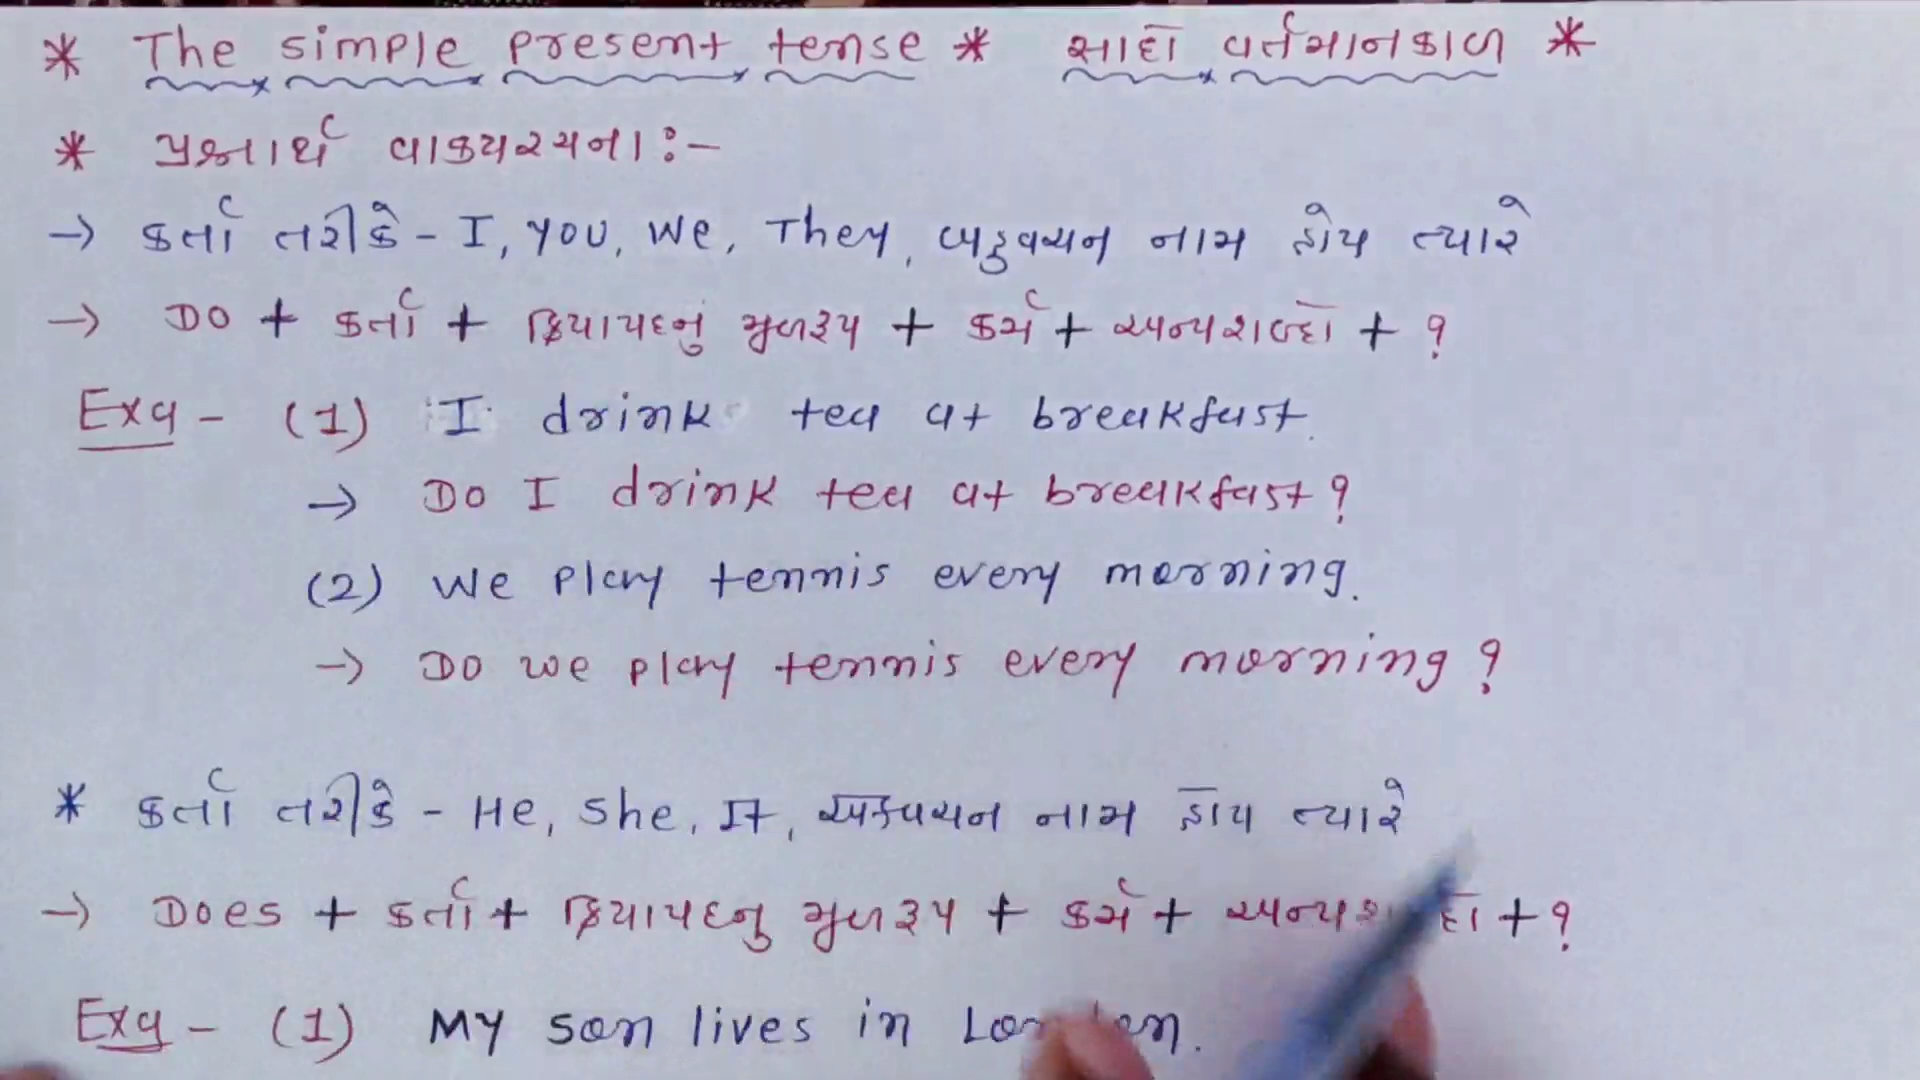 * The simple present tense * સાદો વર્તમાનકાળ *
* પ્રશ્નાર્થ વાક્યરચના :-
→ કર્તા તરીકે - I, you, we, They, બહુવચન નામ હોય ત્યારે
→ Do + કર્તા + ક્રિયાપદનું મુળરૂપ + કર્મ + અન્યશબ્દો + ?
Exa - (1) I drink tea at breakfast.
→ Do I drink tea at breakfast?
(2) we play tennis every morning.
→ Do we play tennis every morning?
* કર્તા તરીકે - He, she, It, એકવચન નામ હોય ત્યારે
→ Does + કર્તા + ક્રિયાપદનુ મુળરૂપ + કર્મ + અન્યશબ્દો + ?
Exa - (1) My son lives in London.